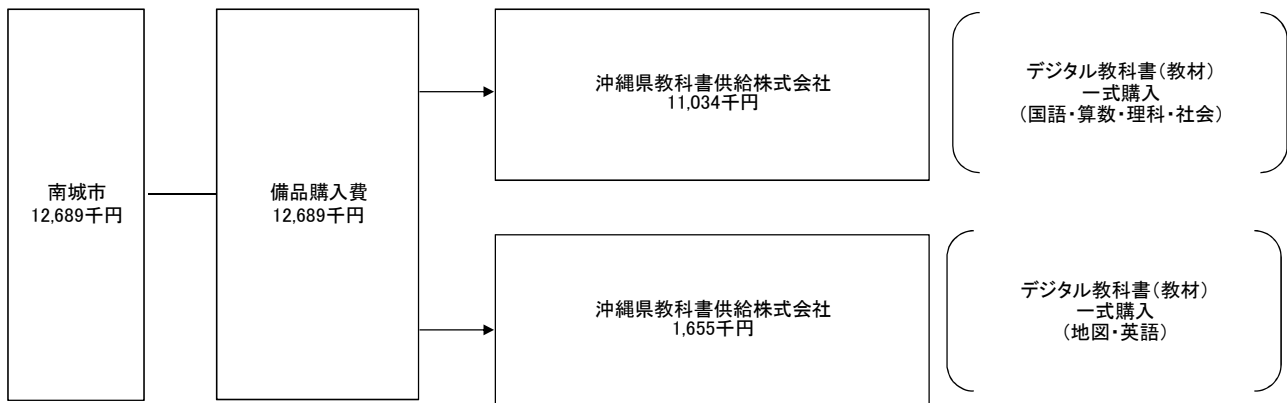 南城市
12,689千円
備品購入費
12,689千円
沖縄県教科書供給株式会社
11,034千円
デジタル教科書(教材)
一式購入
(国語・算数・理科・社会)
沖縄県教科書供給株式会社
1,655千円
デジタル教科書(教材)
一式購入
(地図・英語)